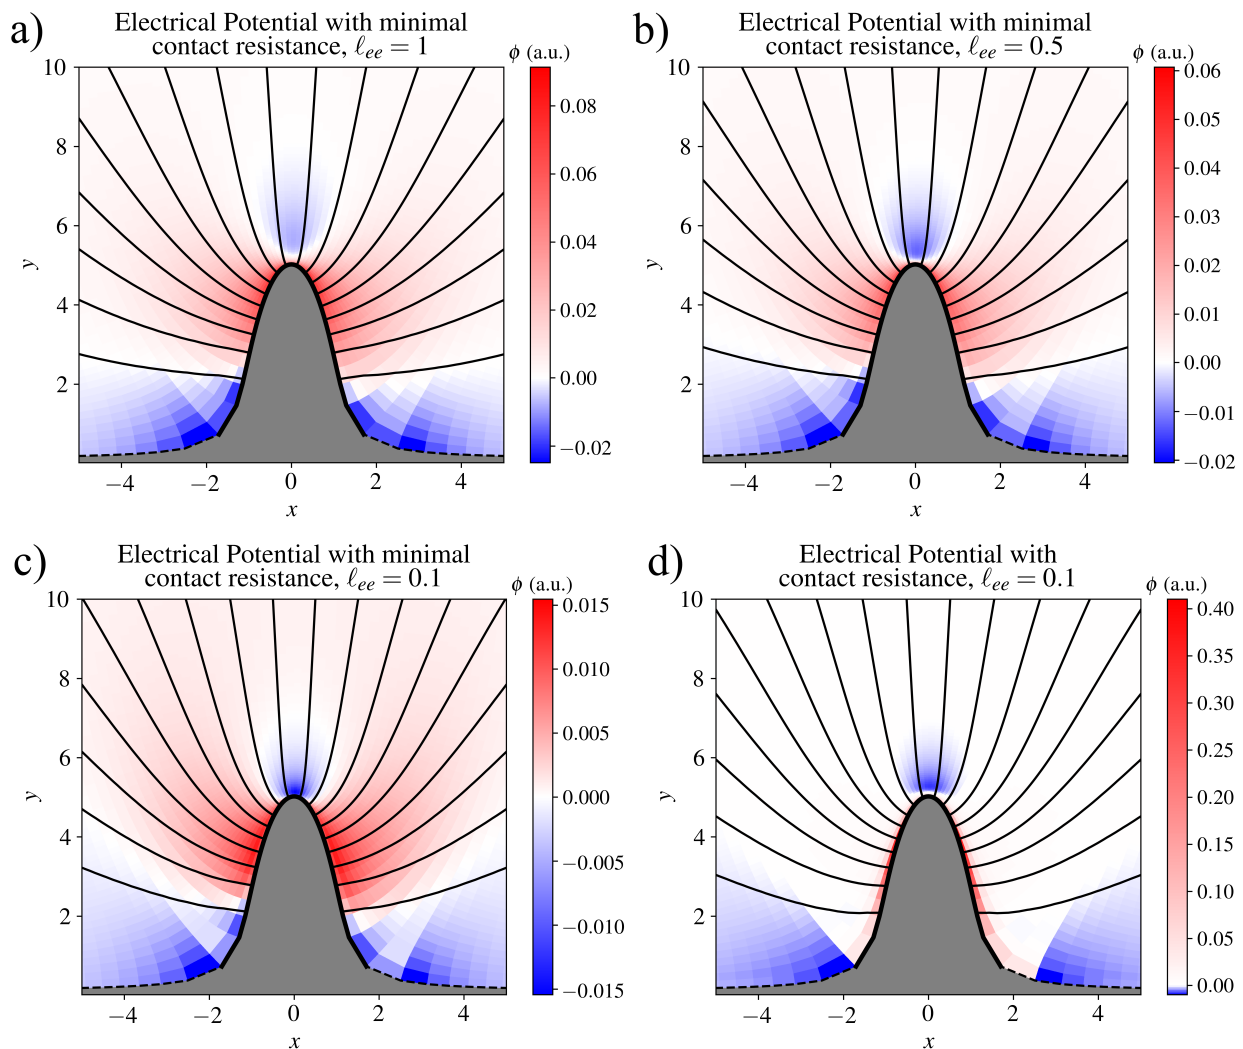 a)
Electrical Potential with minimal
contact resistance, ℓee = 1
ϕ (a.u.)
10
8
6
4
2
y
−4 −2 0 2 4
x
0.08
0.06
0.04
0.02
0.00
−0.02
b)
Electrical Potential with minimal
contact resistance, ℓee = 0.5
ϕ (a.u.)
10
8
6
4
2
y
−4 −2 0 2 4
x
0.06
0.05
0.04
0.03
0.02
0.01
0.00
−0.01
−0.02
c)
Electrical Potential with minimal
contact resistance, ℓee = 0.1
ϕ (a.u.)
10
8
6
4
2
y
−4 −2 0 2 4
x
0.015
0.010
0.005
0.000
−0.005
−0.010
−0.015
d)
Electrical Potential with
contact resistance, ℓee = 0.1
ϕ (a.u.)
10
8
6
4
2
y
−4 −2 0 2 4
x
0.40
0.35
0.30
0.25
0.20
0.15
0.10
0.05
0.00